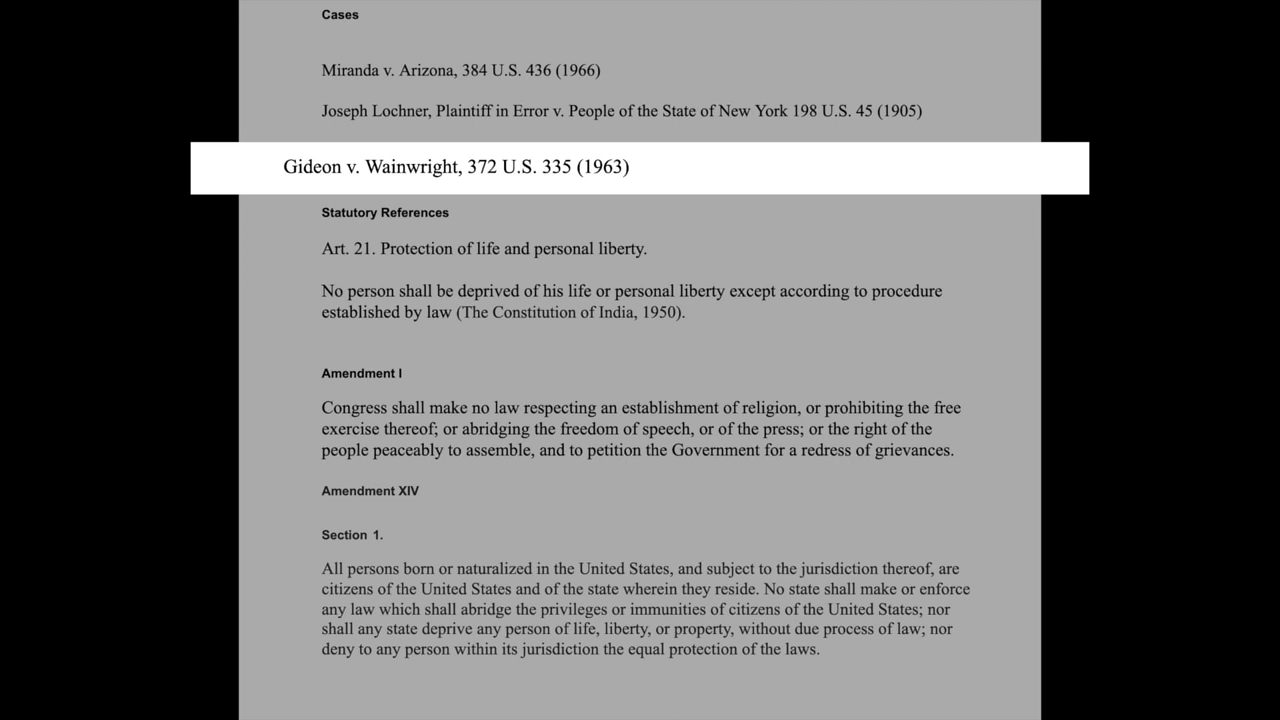 Cases
Miranda v. Arizona, 384 U.S. 436 (1966)
Joseph Lochner, Plaintiff in Error v. People of the State of New York 198 U.S. 45 (1905)
Gideon v. Wainwright, 372 U.S. 335 (1963)
Statutory References
Art. 21. Protection of life and personal liberty.
No person shall be deprived of his life or personal liberty except according to procedure
established by law (The Constitution of India, 1950).
Amendment I
Congress shall make no law respecting an establishment of religion, or prohibiting the free
exercise thereof; or abridging the freedom of speech, or of the press; or the right of the
people peaceably to assemble, and to petition the Government for a redress of grievances.
Amendment XIV
Section 1.
All persons born or naturalized in the United States, and subject to the jurisdiction thereof, are
citizens of the United States and of the state wherein they reside. No state shall make or enforce
any law which shall abridge the privileges or immunities of citizens of the United States; nor
shall any state deprive any person of life, liberty, or property, without due process of law; nor
deny to any person within its jurisdiction the equal protection of the laws.